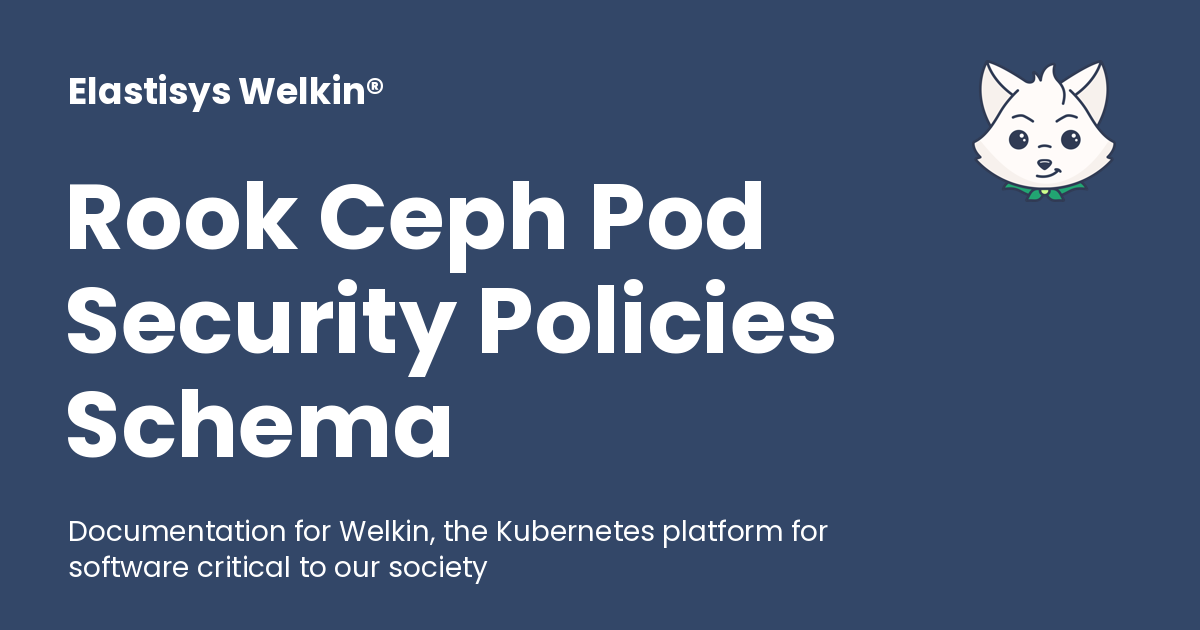 Elastisys Welkin®
Rook Ceph Pod
Security Policies
Schema
Documentation for Welkin, the Kubernetes platform for
software critical to our society